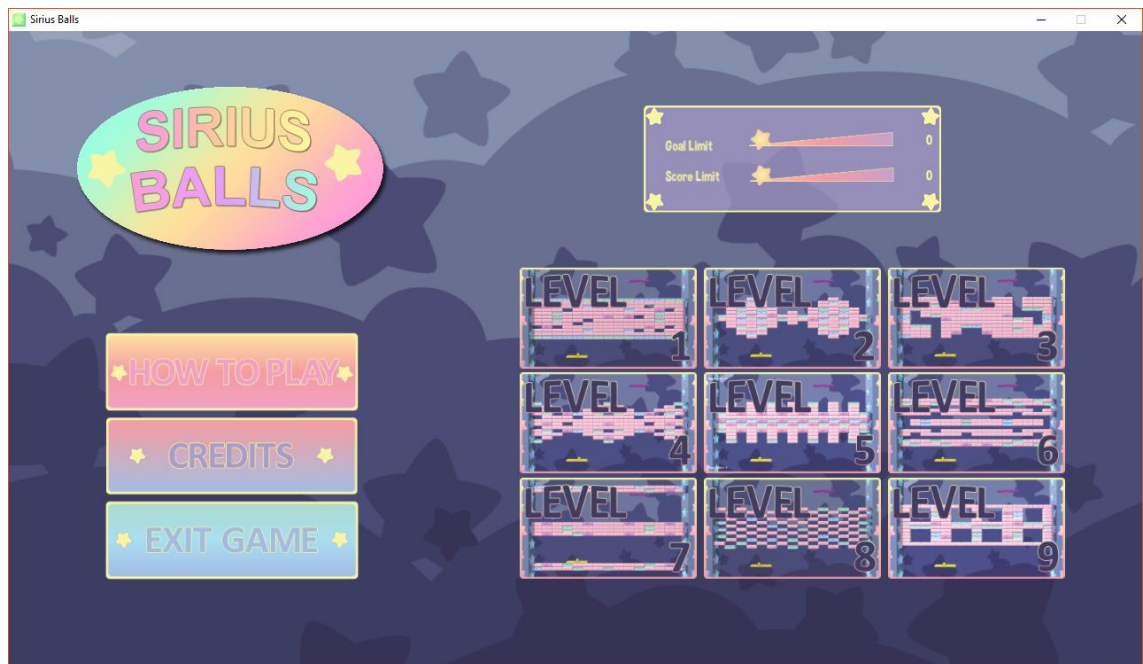 Sirius Balls
SIRIUS
BALLS
Goal Limit 0
Score Limit 0
HOW TO PLAY
CREDITS
EXIT GAME
LEVEL
1
LEVEL
2
LEVEL
3
LEVEL
4
LEVEL
5
LEVEL
6
LEVEL
7
LEVEL
8
LEVEL
9